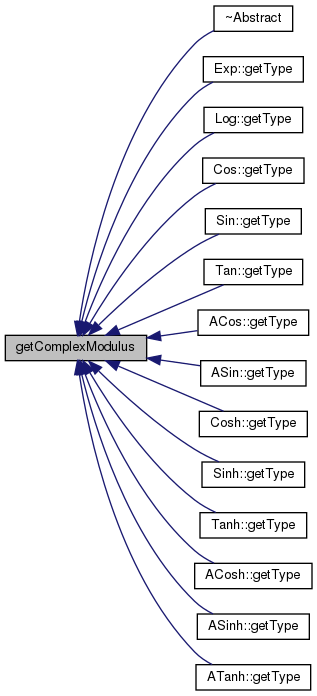 ~Abstract
Exp::getType
Log::getType
Cos::getType
Sin::getType
Tan::getType
getComplexModulus
ACos::getType
ASin::getType
Cosh::getType
Sinh::getType
Tanh::getType
ACosh::getType
ASinh::getType
ATanh::getType